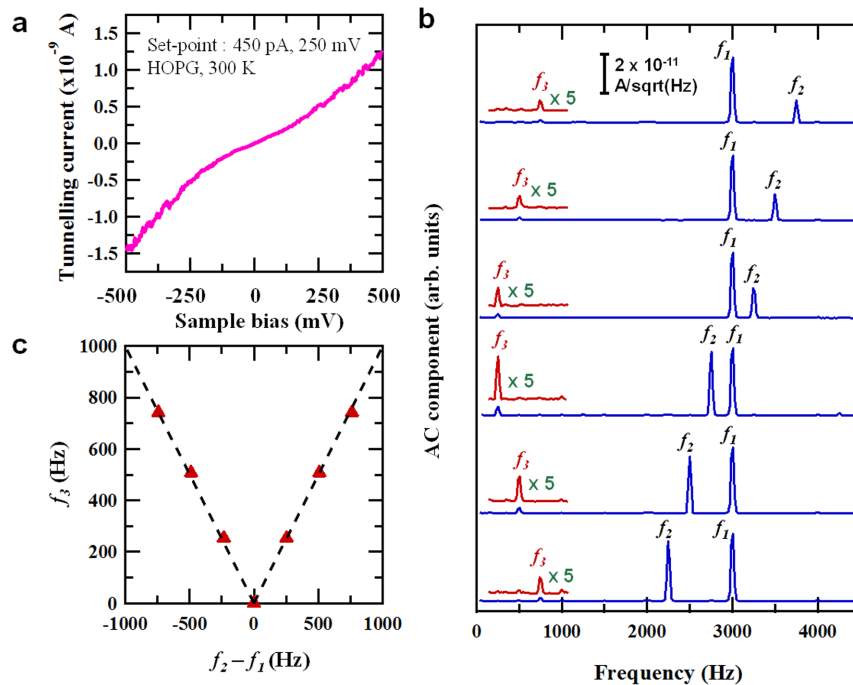 a
Tunnelling current (x10⁻⁹ A)
1.5
1.0
0.5
0.0
-0.5
-1.0
-1.5
Set-point : 450 pA, 250 mV
HOPG, 300 K
-500 -250 0 250 500
Sample bias (mV)
c
f₃ (Hz)
1000
800
600
400
200
0
-1000 -500 0 500 1000
f₂ – f₁ (Hz)
b
AC component (arb. units)
2 x 10⁻¹¹
A/sqrt(Hz)
f₃ x 5 f₁ f₂
f₃ x 5 f₁ f₂
f₃ x 5 f₁ f₂
f₃ x 5 f₂ f₁
f₃ x 5 f₂ f₁
f₃ x 5 f₂ f₁
0 1000 2000 3000 4000
Frequency (Hz)